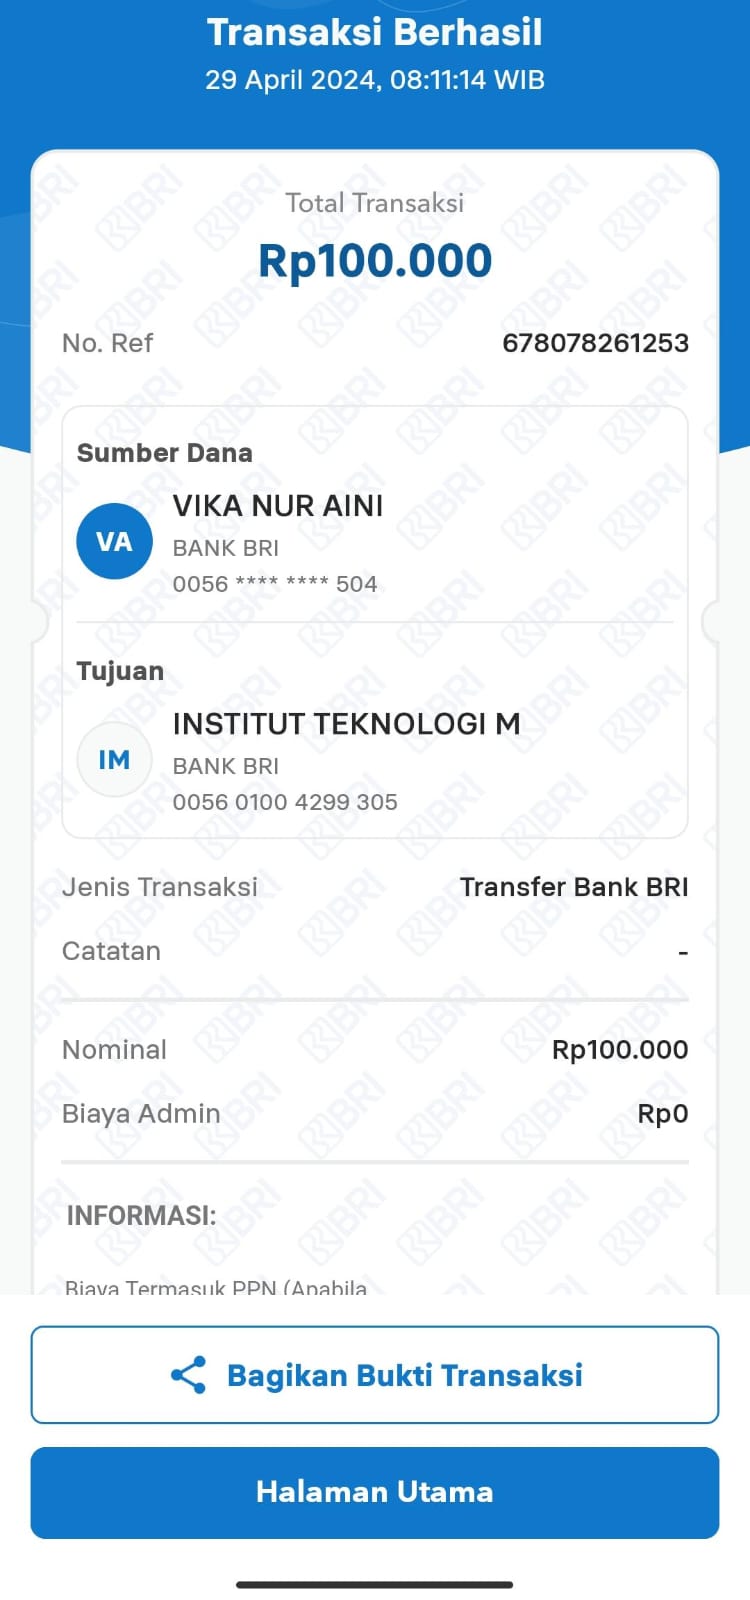 Transaksi Berhasil
29 April 2024, 08:11:14 WIB
Total Transaksi
Rp100.000
No. Ref 678078261253
Sumber Dana
VA VIKA NUR AINI
BANK BRI
0056 **** **** 504
Tujuan
IM INSTITUT TEKNOLOGI M
BANK BRI
0056 0100 4299 305
Jenis Transaksi Transfer Bank BRI
Catatan -
Nominal Rp100.000
Biaya Admin Rp0
INFORMASI:
Biaya Termasuk PPN (Apabila
Bagikan Bukti Transaksi
Halaman Utama